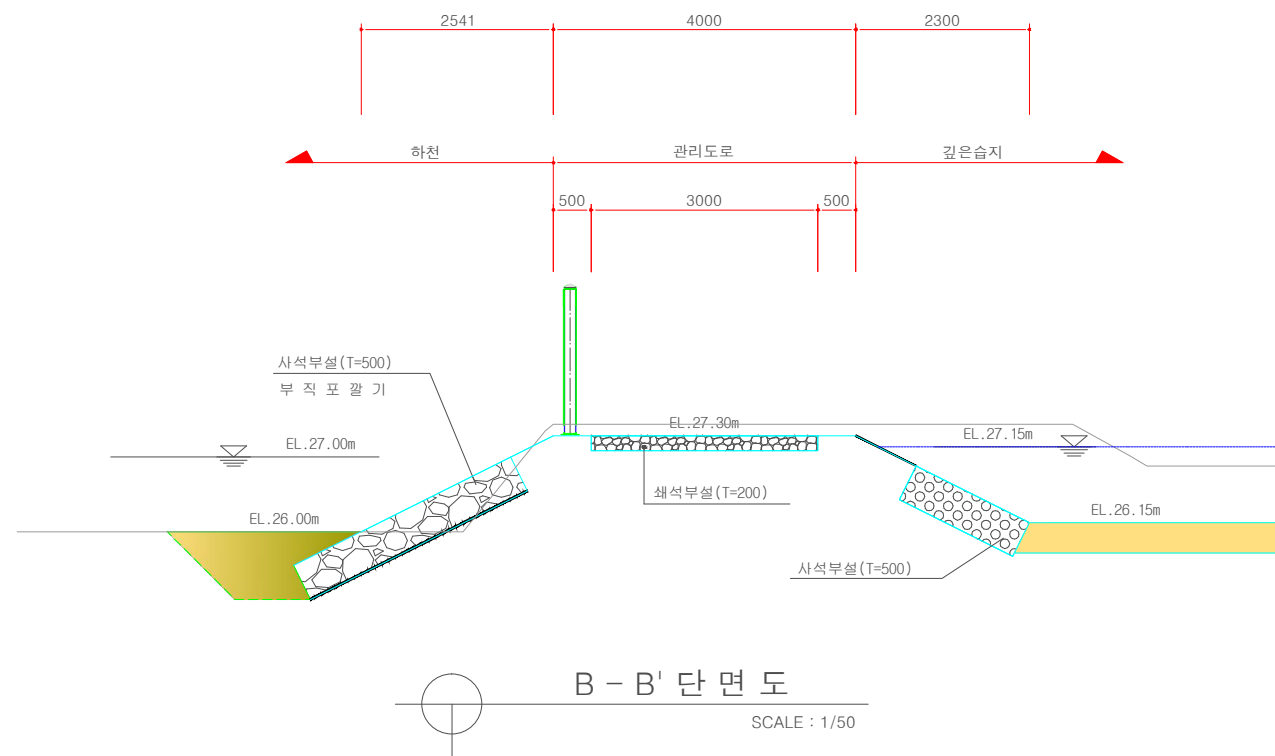 2541
4000
2300
하천
관리도로
깊은습지
500
3000
500
사석부설(T=500)
부 직 포 깔 기
EL.27.00m
EL.27.30m
EL.27.15m
쇄석부설(T=200)
EL.26.00m
EL.26.15m
사석부설(T=500)
B - B' 단 면 도
SCALE : 1/50